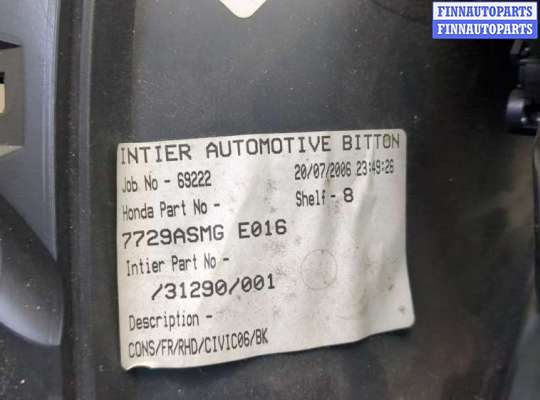 FINNAUTOPARTS
FINNAUTOPARTS
INTIER AUTOMOTIVE BITTON
Job No - 69222 20/07/2006 23:49:26
Honda Part No - Shelf - 8
7729ASMG E016
Intier Part No -
/31290/001
Description -
CONS/FR/RHD/CIVIC06/BK